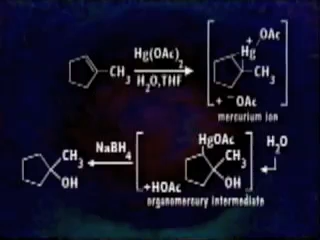 OAc
Hg(OAc)2
+
Hg
CH3
H2O,THF
CH3
+ -OAc
mercurium ion
HgOAc
H2O
CH3
NaBH4
CH3
OH
+HOAc
OH
organomercury intermediate